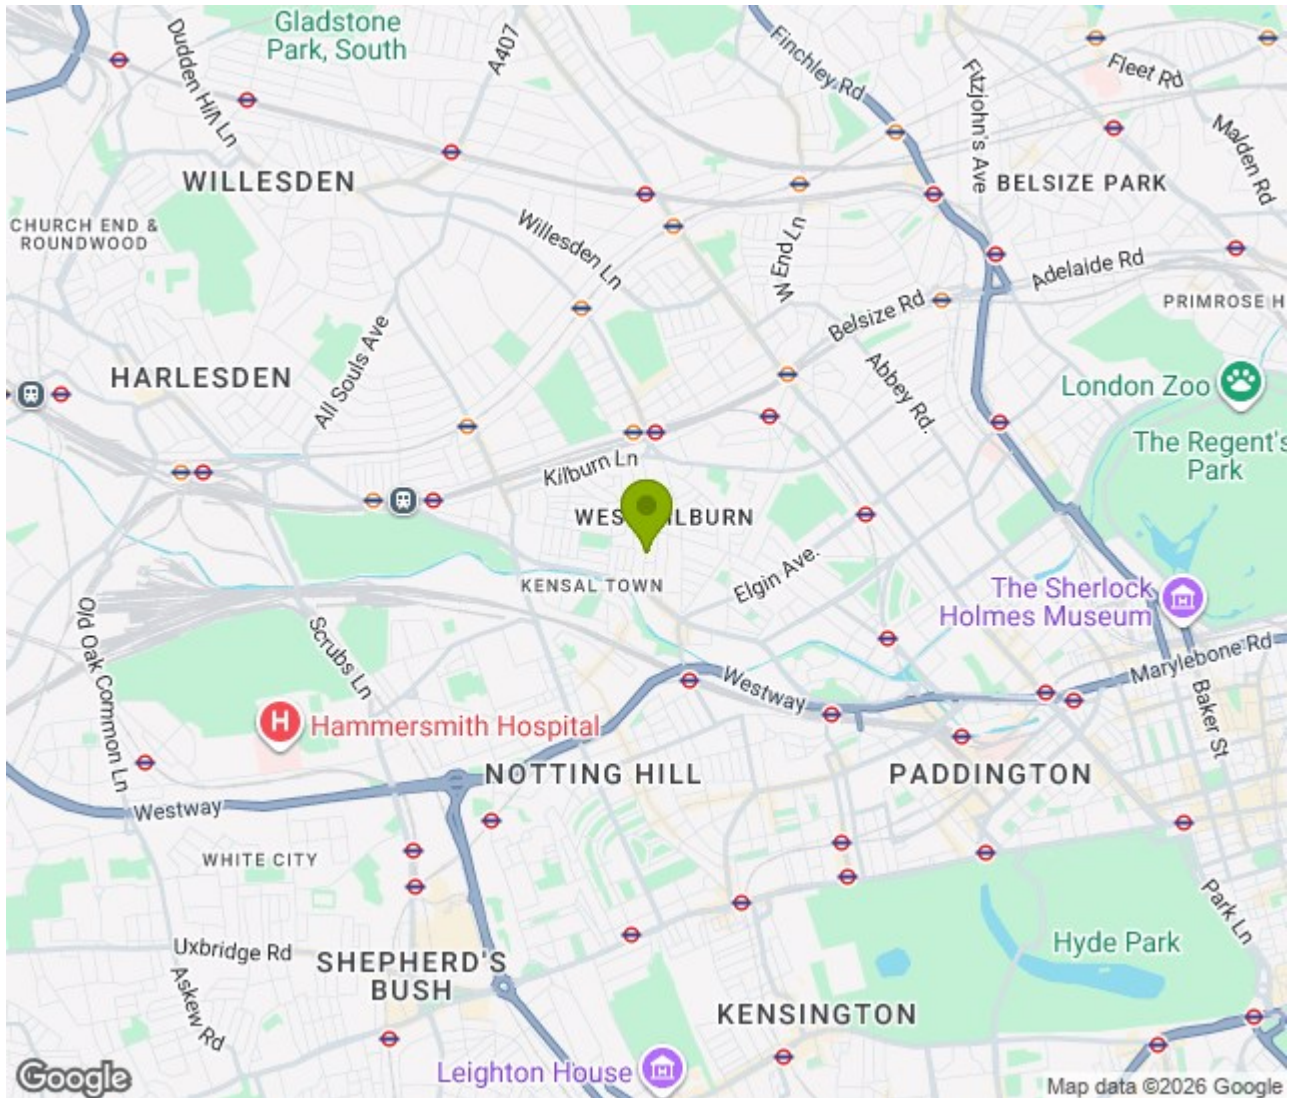 Gladstone
Park, South
Dudden Hill Ln
A407
Finchley Rd
Fitzjohn's Ave
Fleet Rd
Malden Rd
WILLESDEN
BELSIZE PARK
CHURCH END &
ROUNDWOOD
Willesden Ln
W End Ln
Adelaide Rd
PRIMROSE H
Belsize Rd
HARLESDEN
All Souls Ave
Abbey Rd.
London Zoo
The Regent's
Park
Kilburn Ln
WES ILBURN
KENSAL TOWN
Elgin Ave.
The Sherlock
Holmes Museum
Old Oak Common Ln
Scrubs Ln
Westway
Marylebone Rd
Baker St
H
Hammersmith Hospital
NOTTING HILL
PADDINGTON
Westway
WHITE CITY
Park Ln
Uxbridge Rd
Askew Rd
SHEPHERD'S
BUSH
Hyde Park
KENSINGTON
Leighton House
Google
Map data ©2026 Google